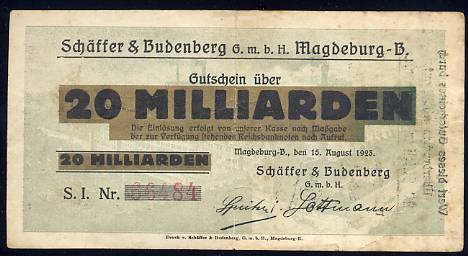 Schäffer & Budenberg G. m. b. H. Magdeburg-B.
Gutschein über
20 MILLIARDEN
Die Einlösung erfolgt von unserer Kasse nach Maßgabe
der zur Verfügung stehenden Reichsbanknoten nach Aufruf.
20 MILLIARDEN
Magdeburg-B., den 15. August 1923.
Schäffer & Budenberg
G. m. b. H.
S. I. Nr. 36484
Druck v. Schäffer & Budenberg, G. m. b. H., Magdeburg-B.